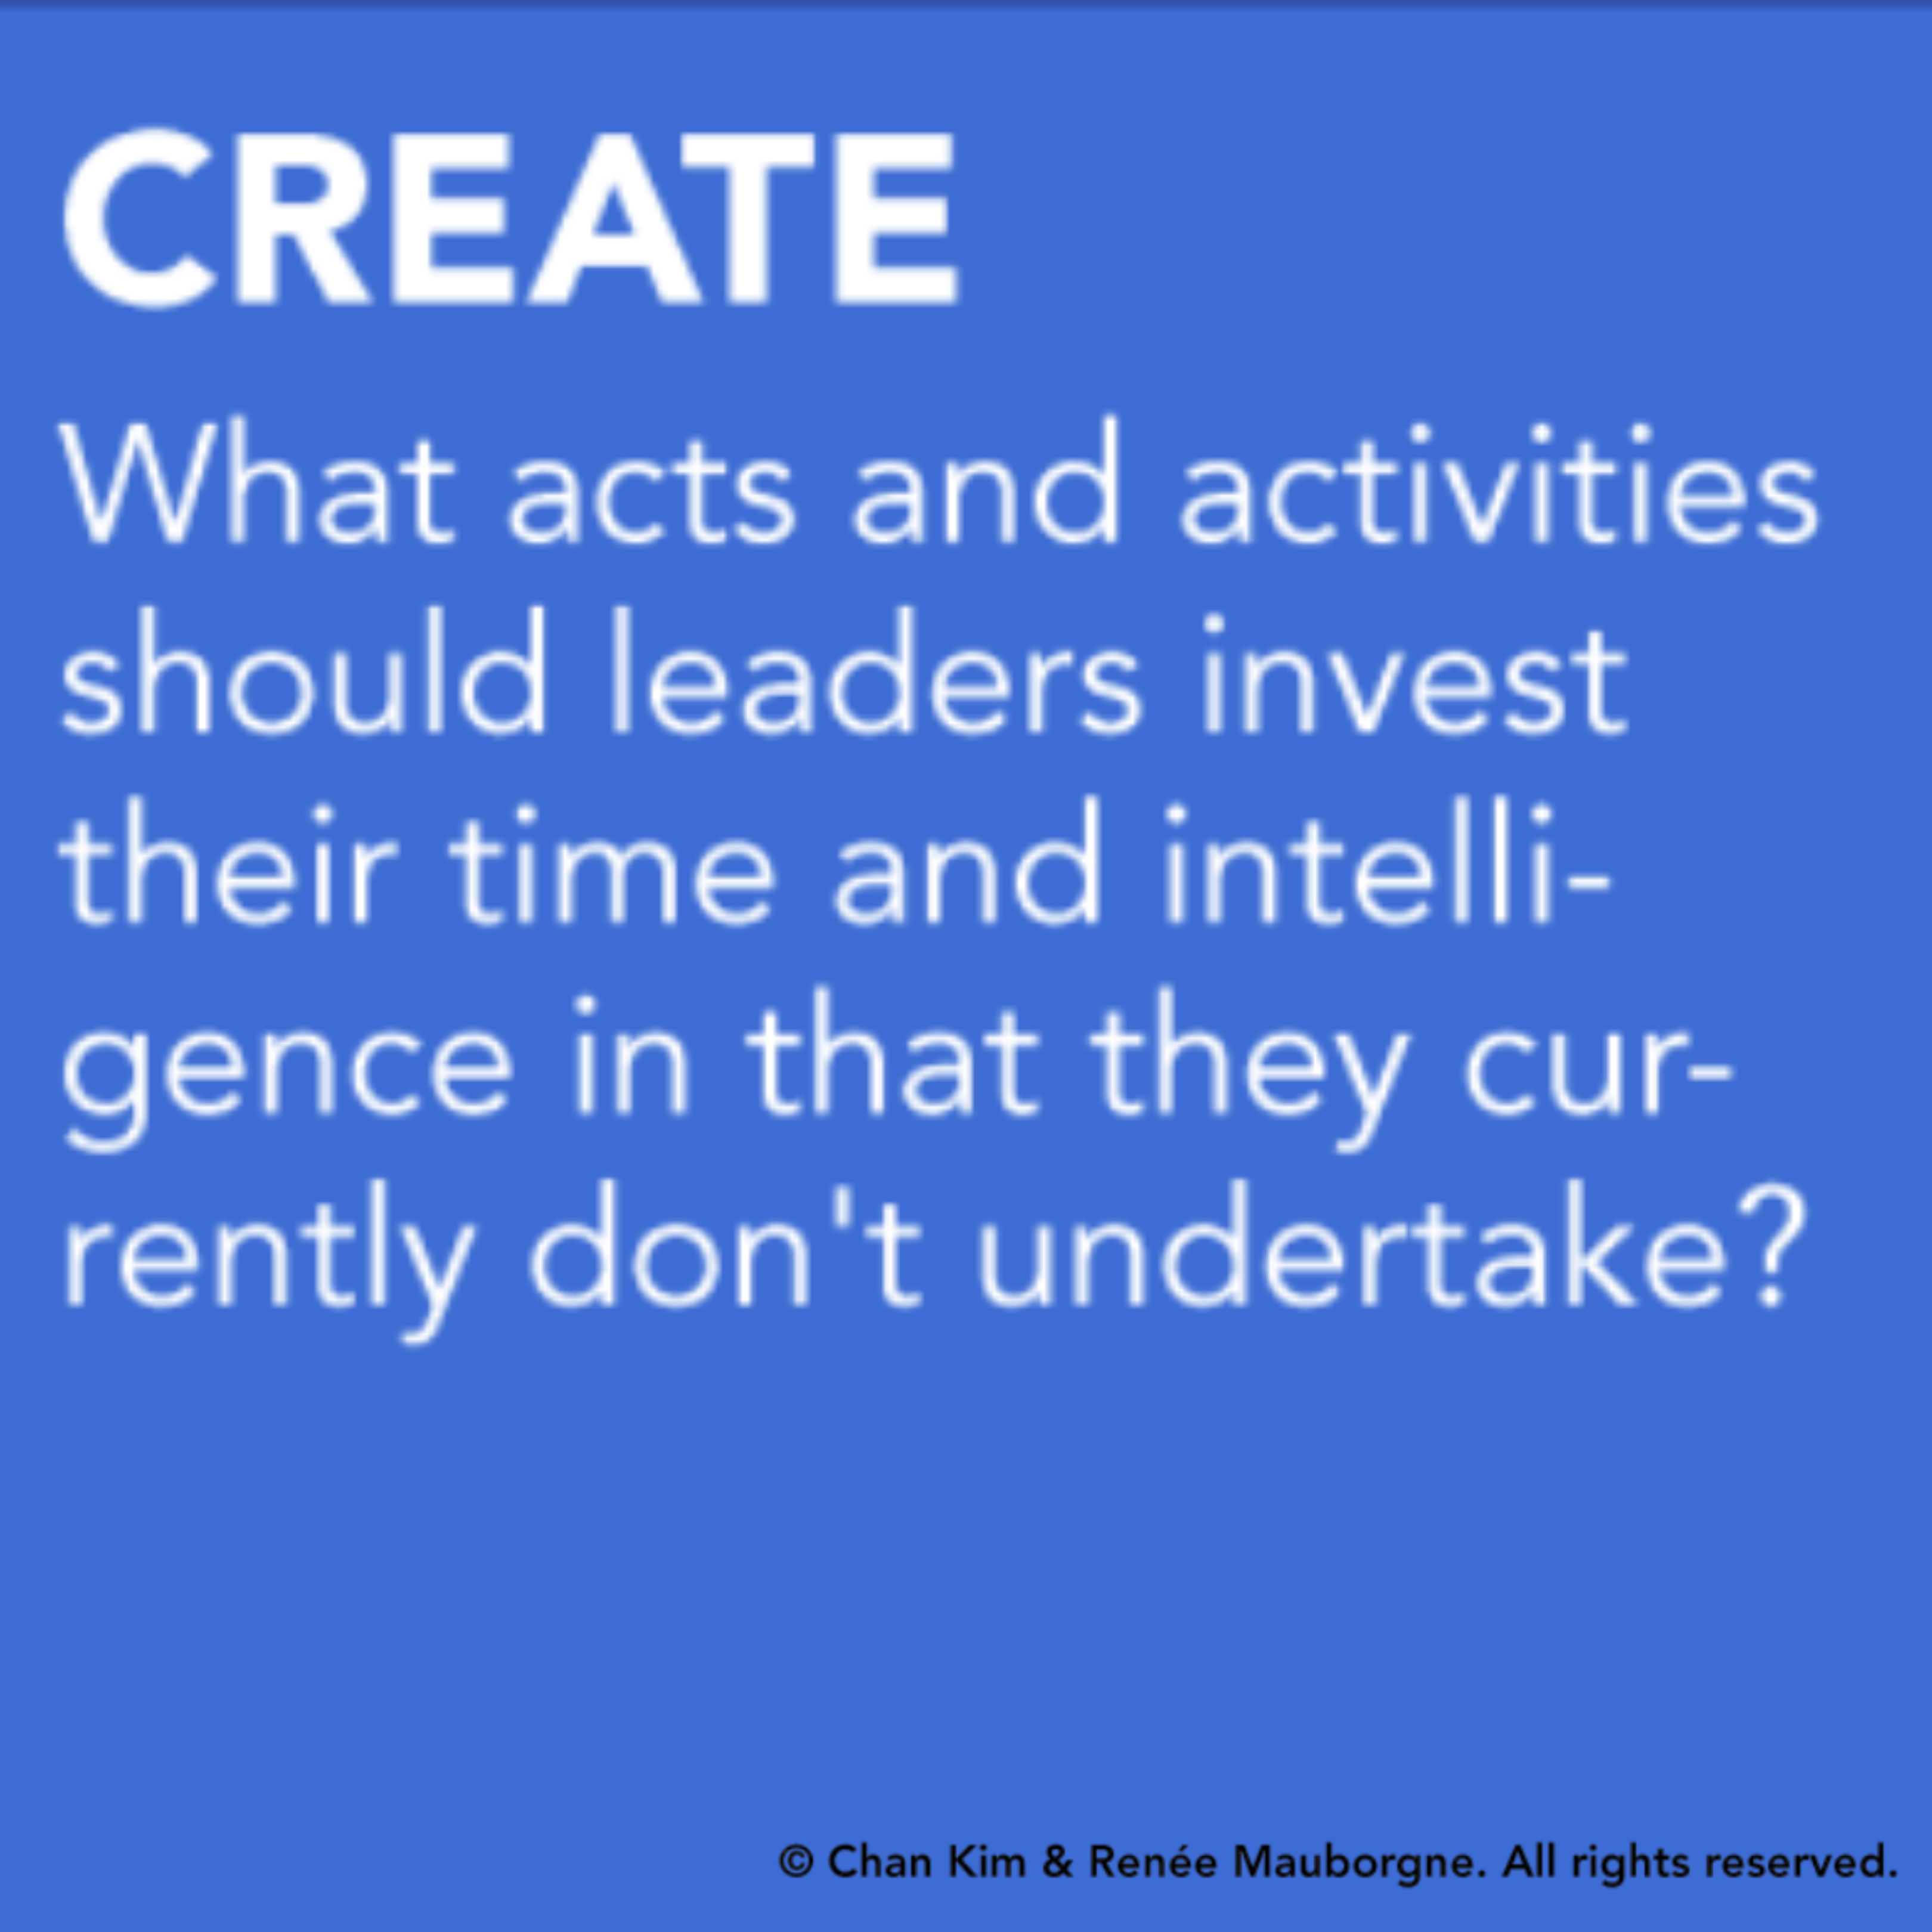 CREATE
What acts and activities
should leaders invest
their time and intelli-
gence in that they cur-
rently don't undertake?
© Chan Kim & Renée Mauborgne. All rights reserved.